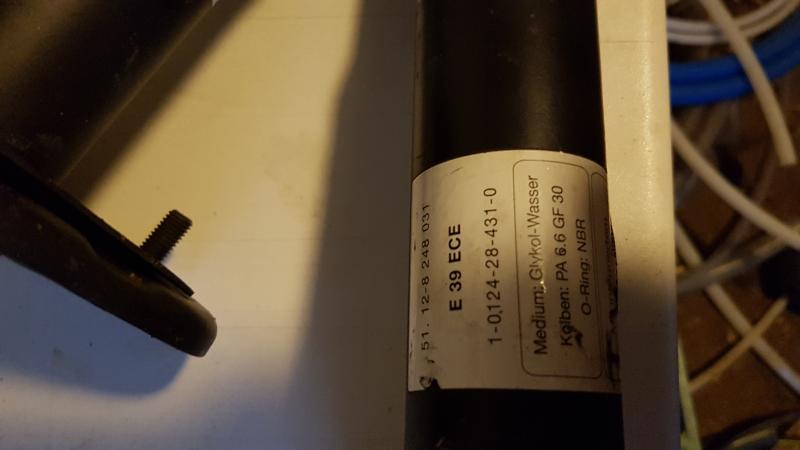 51. 12-8 248 031
E 39 ECE
1-0124-28-431-0
Medium: Glykol-Wasser
Kolben: PA 6.6 GF 30
O-Ring: NBR